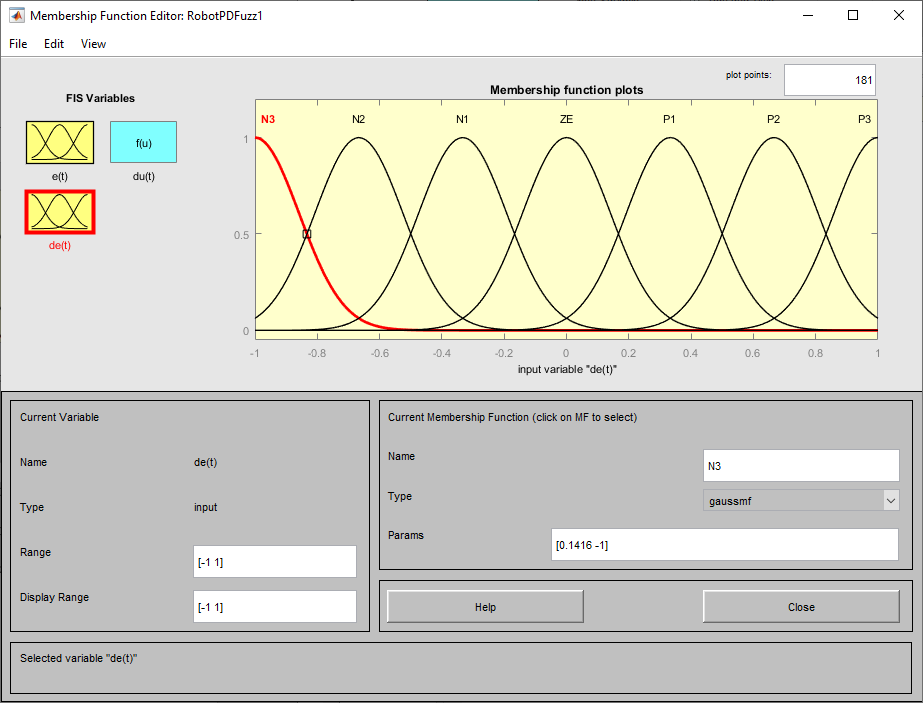 Membership Function Editor: RobotPDFuzz1
File Edit View
plot points: 181
FIS Variables
Membership function plots
f(u)
e(t) du(t)
de(t)
N3 N2 N1 ZE P1 P2 P3
1
0.5
0
-1 -0.8 -0.6 -0.4 -0.2 0 0.2 0.4 0.6 0.8 1
input variable "de(t)"
Current Variable
Name de(t)
Type input
Range [-1 1]
Display Range [-1 1]
Current Membership Function (click on MF to select)
Name N3
Type gaussmf
Params [0.1416 -1]
Help Close
Selected variable "de(t)"